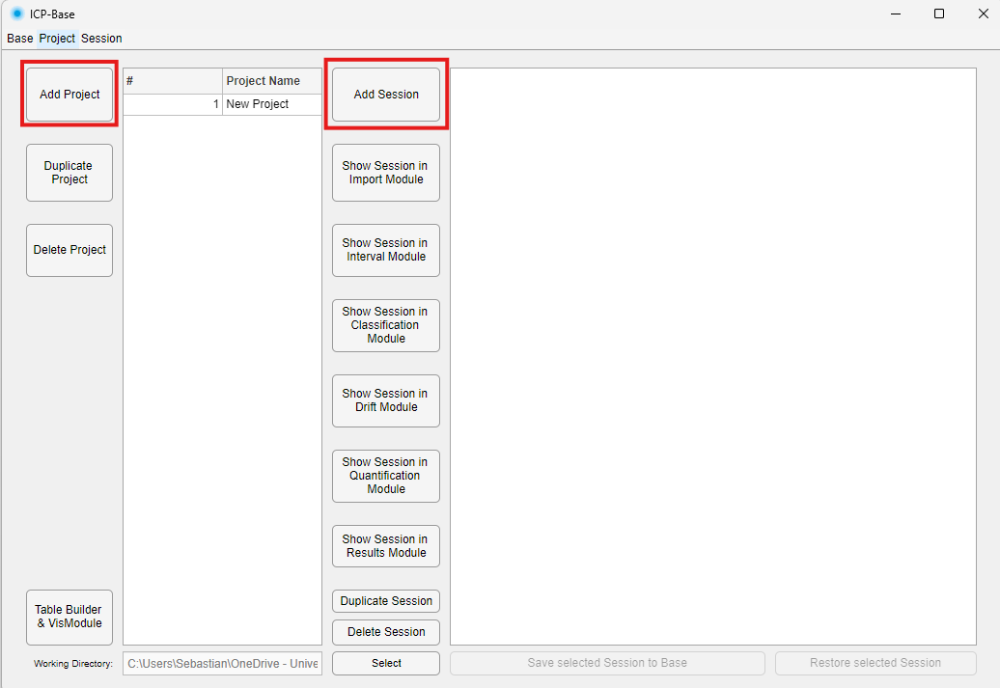 ICP-Base
Base Project Session
Add Project
# Project Name
1 New Project
Add Session
Duplicate
Project
Delete Project
Show Session in
Import Module
Show Session in
Interval Module
Show Session in
Classification
Module
Show Session in
Drift Module
Show Session in
Quantification
Module
Show Session in
Results Module
Duplicate Session
Delete Session
Table Builder
& VisModule
Working Directory: C:\Users\Sebastian\OneDrive - Unive
Select
Save selected Session to Base
Restore selected Session